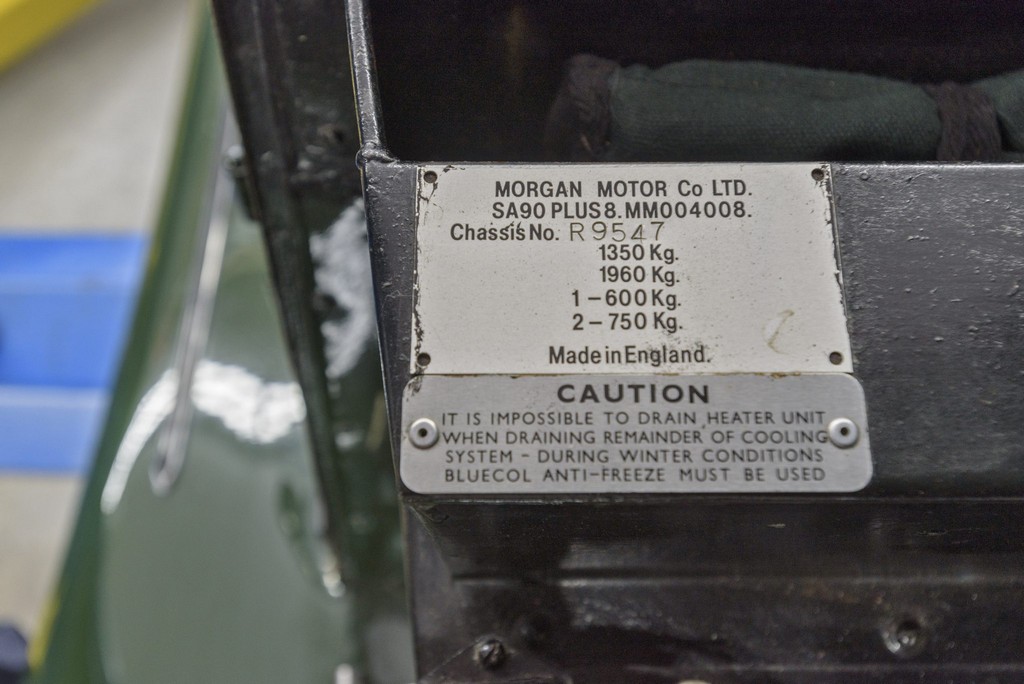 MORGAN MOTOR Co LTD.
SA90 PLUS 8. MM004008.
Chassis No. R9547
1350 Kg.
1960 Kg.
1 – 600 Kg.
2 – 750 Kg.
Made in England.
CAUTION
IT IS IMPOSSIBLE TO DRAIN HEATER UNIT
WHEN DRAINING REMAINDER OF COOLING
SYSTEM – DURING WINTER CONDITIONS
BLUECOL ANTI-FREEZE MUST BE USED